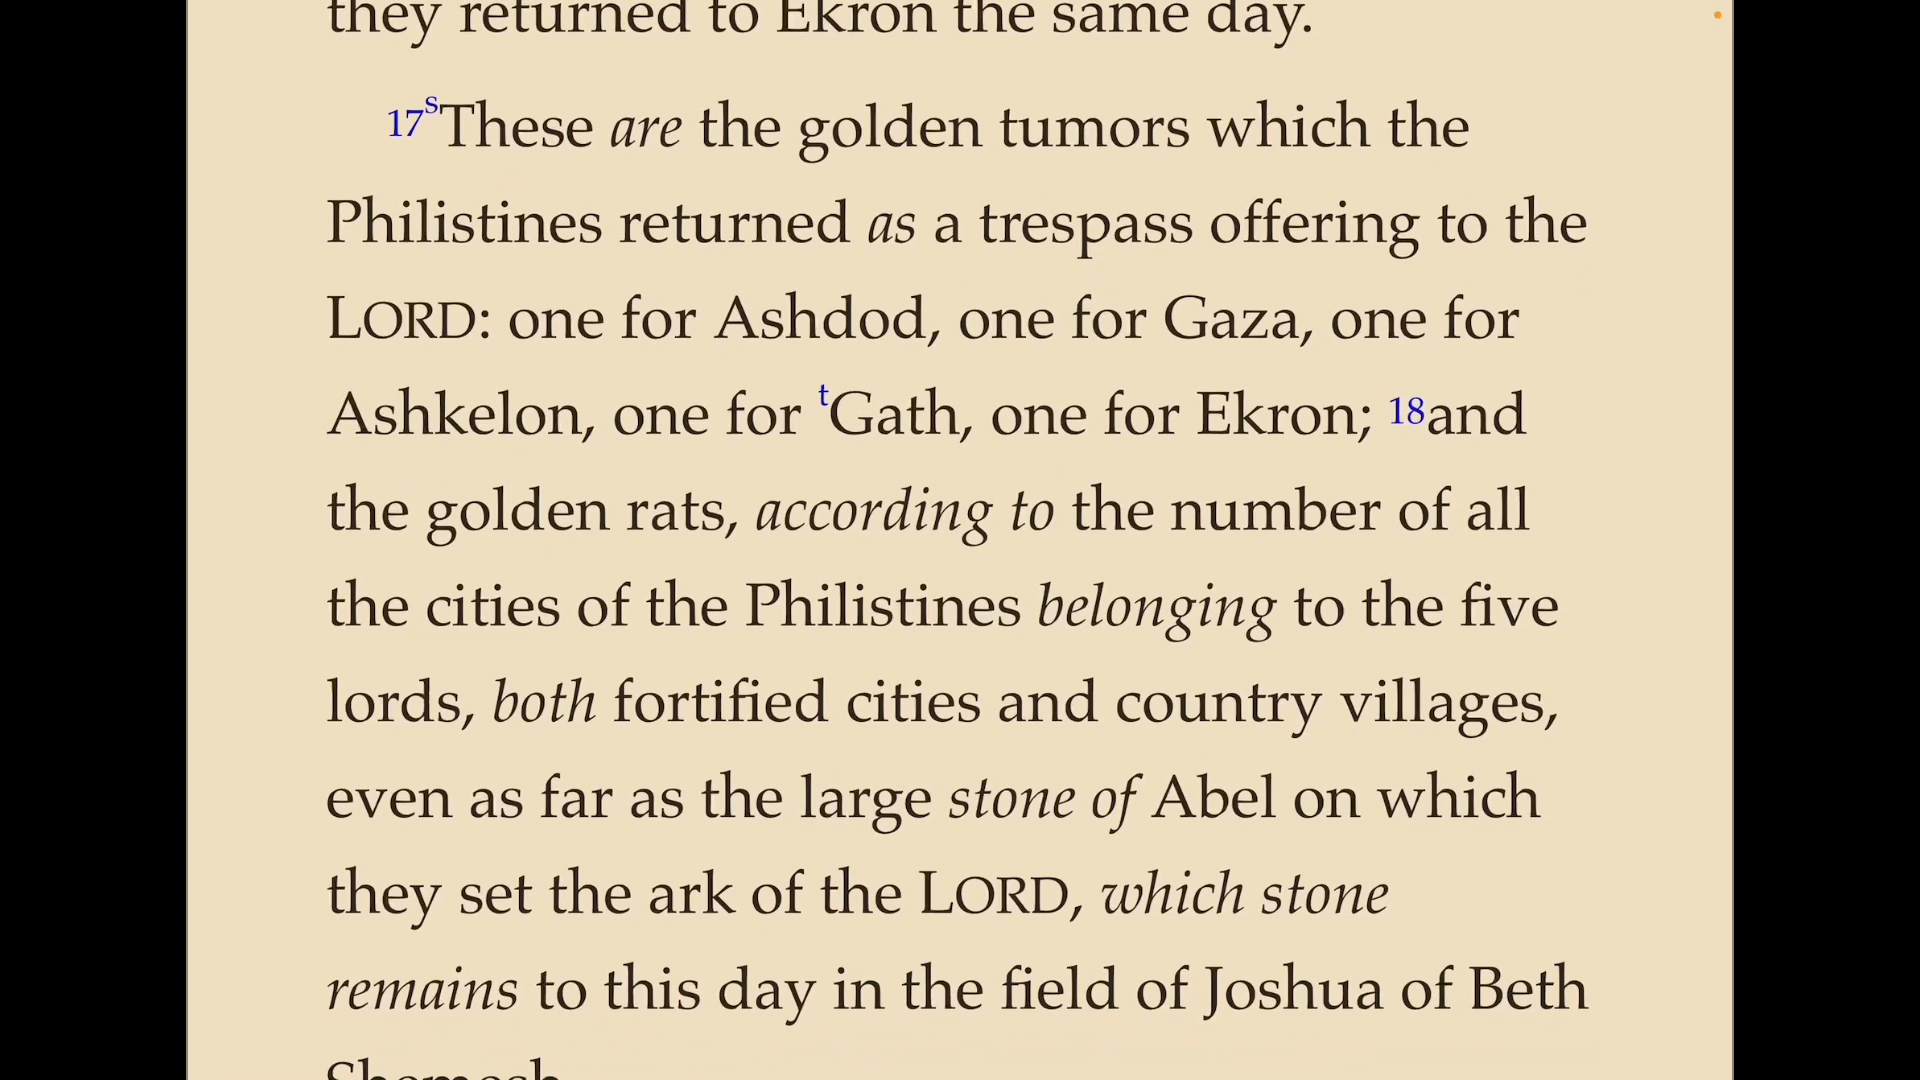 they returned to Ekron the same day.
17 sThese are the golden tumors which the
Philistines returned as a trespass offering to the
LORD: one for Ashdod, one for Gaza, one for
Ashkelon, one for tGath, one for Ekron; 18and
the golden rats, according to the number of all
the cities of the Philistines belonging to the five
lords, both fortified cities and country villages,
even as far as the large stone of Abel on which
they set the ark of the LORD, which stone
remains to this day in the field of Joshua of Beth
Shemesh.